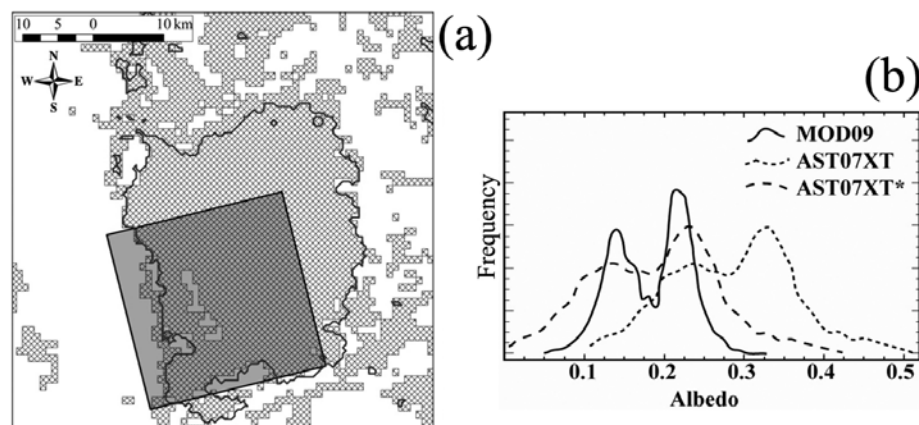 10 5 0 10 km
N
W E
S
(a)
(b)
MOD09
AST07XT
AST07XT*
Frequency
0.1 0.2 0.3 0.4 0.5
Albedo